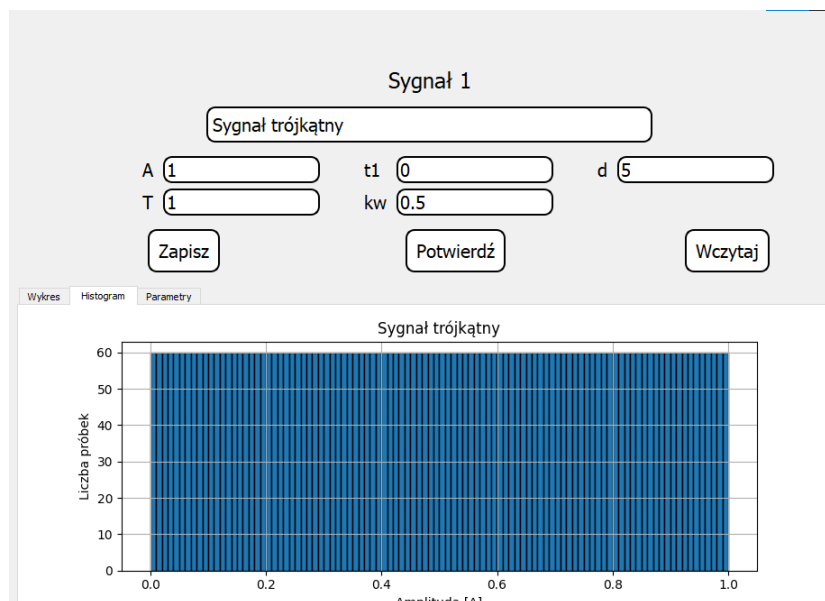 Sygnał 1
Sygnał trójkątny
A 1 t1 0 d 5
T 1 kw 0.5
Zapisz Potwierdź Wczytaj
Wykres Histogram Parametry
Sygnał trójkątny
60
50
40
30
20
10
0
Liczba próbek
0.0 0.2 0.4 0.6 0.8 1.0
Amplituda [A]